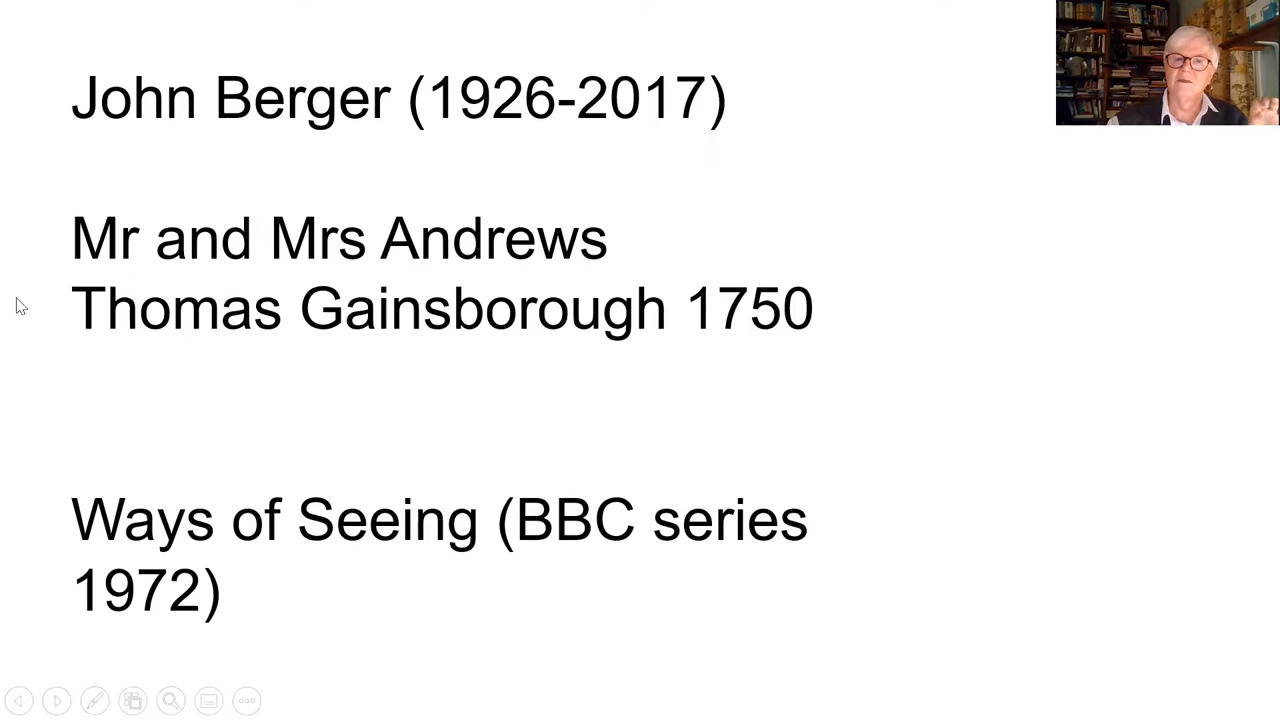 John Berger (1926-2017)
Mr and Mrs Andrews
Thomas Gainsborough 1750
Ways of Seeing (BBC series
1972)